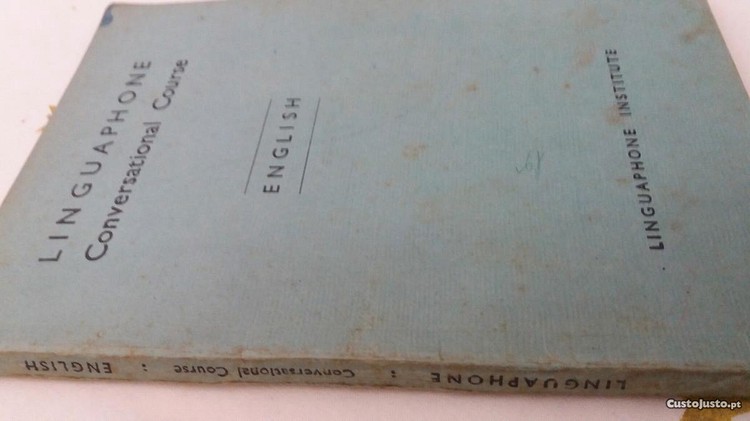 LINGUAPHONE
Conversational Course
ENGLISH
LINGUAPHONE INSTITUTE
LINGUAPHONE : Conversational Course : ENGLISH
CustoJusto.pt